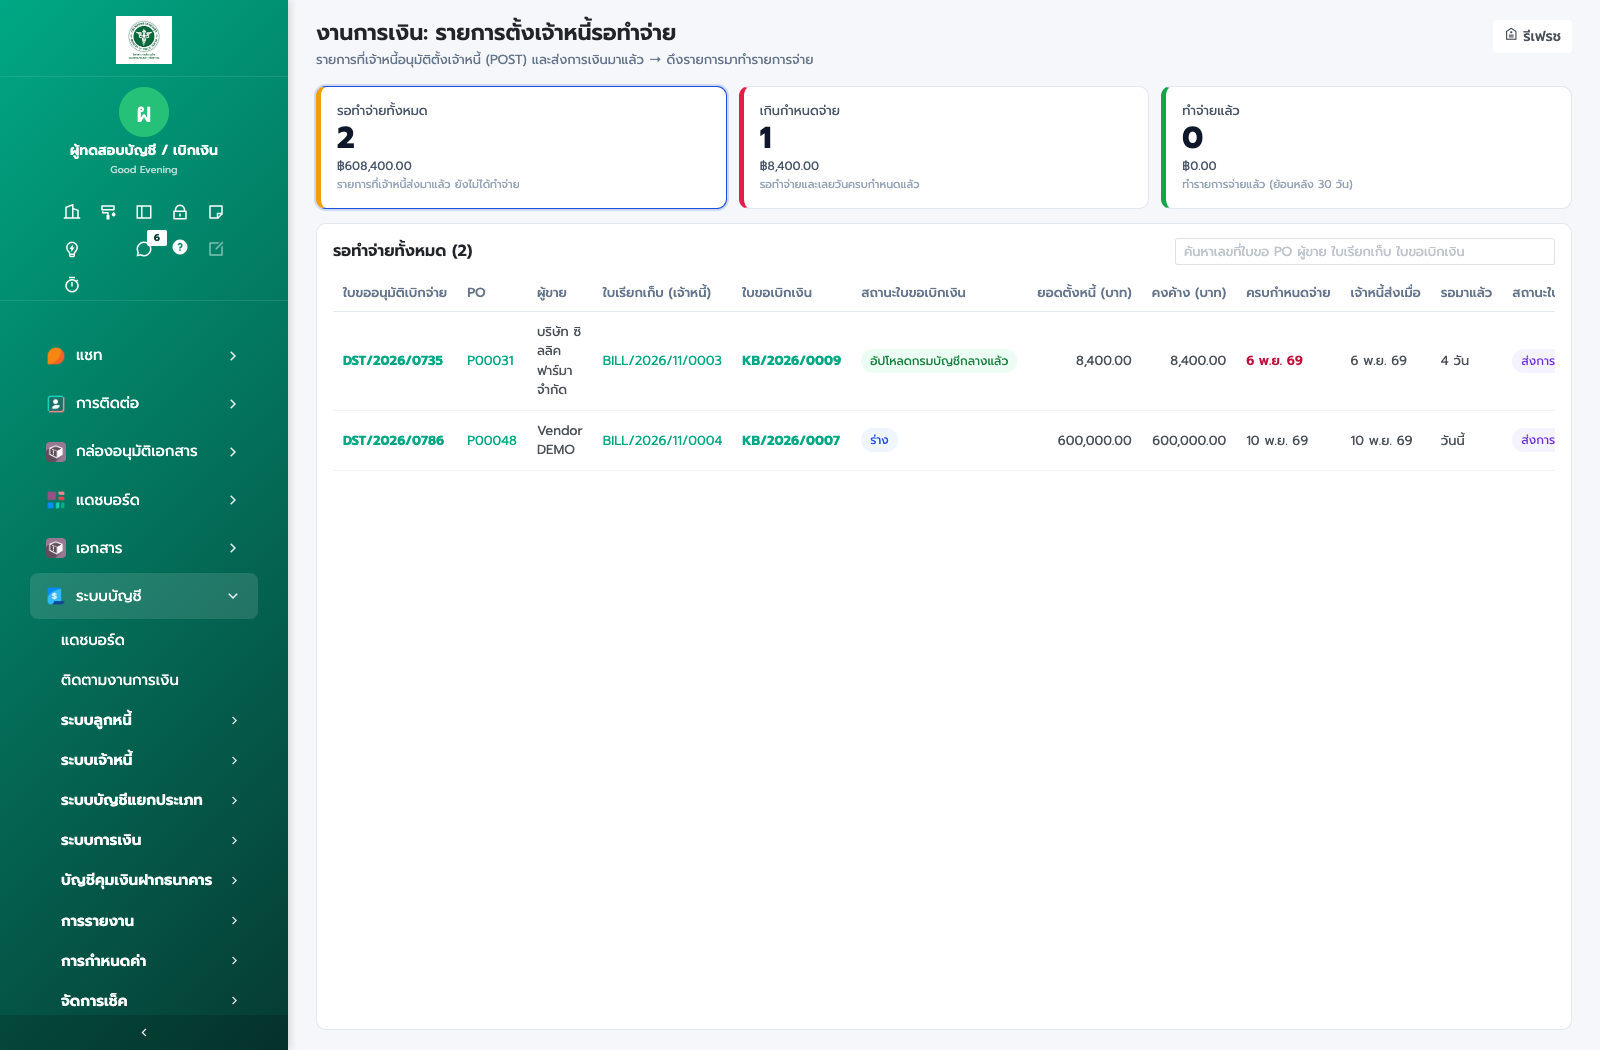 ผ
ผู้ทดสอบบัญชี / เบิกเงิน
Good Evening
6
?
แชท
การติดต่อ
กล่องอนุมัติเอกสาร
แดชบอร์ด
เอกสาร
ระบบบัญชี
แดชบอร์ด
ติดตามงานการเงิน
ระบบลูกหนี้
ระบบเจ้าหนี้
ระบบบัญชีแยกประเภท
ระบบการเงิน
บัญชีคุมเงินฝากธนาคาร
การรายงาน
การกำหนดค่า
จัดการเช็ค
งานการเงิน: รายการตั้งเจ้าหนี้รอทำจ่าย
รายการที่เจ้าหนี้อนุมัติตั้งเจ้าหนี้ (POST) และส่งการเงินมาแล้ว → ดึงรายการมาทำรายการจ่าย
รีเฟรช
รอทำจ่ายทั้งหมด
2
฿608,400.00
รายการที่เจ้าหนี้ส่งมาแล้ว ยังไม่ได้ทำจ่าย
เกินกำหนดจ่าย
1
฿8,400.00
รอทำจ่ายและเลยวันครบกำหนดแล้ว
ทำจ่ายแล้ว
0
฿0.00
ทำรายการจ่ายแล้ว (ย้อนหลัง 30 วัน)
รอทำจ่ายทั้งหมด (2)
ค้นหาเลขที่ใบขอ PO ผู้ขาย ใบเรียกเก็บ ใบขอเบิกเงิน
ใบขออนุมัติเบิกจ่าย PO ผู้ขาย ใบเรียกเก็บ (เจ้าหนี้) ใบขอเบิกเงิน สถานะใบขอเบิกเงิน ยอดตั้งหนี้ (บาท) คงค้าง (บาท) ครบกำหนดจ่าย เจ้าหนี้ส่งเมื่อ รอมาแล้ว สถานะใบ
DST/2026/0735 P00031 บริษัท ซิลลิค ฟาร์มา จำกัด BILL/2026/11/0003 KB/2026/0009 อัปโหลดกรมบัญชีกลางแล้ว 8,400.00 8,400.00 6 พ.ย. 69 6 พ.ย. 69 4 วัน ส่งการ
DST/2026/0786 P00048 Vendor DEMO BILL/2026/11/0004 KB/2026/0007 ร่าง 600,000.00 600,000.00 10 พ.ย. 69 10 พ.ย. 69 วันนี้ ส่งการ